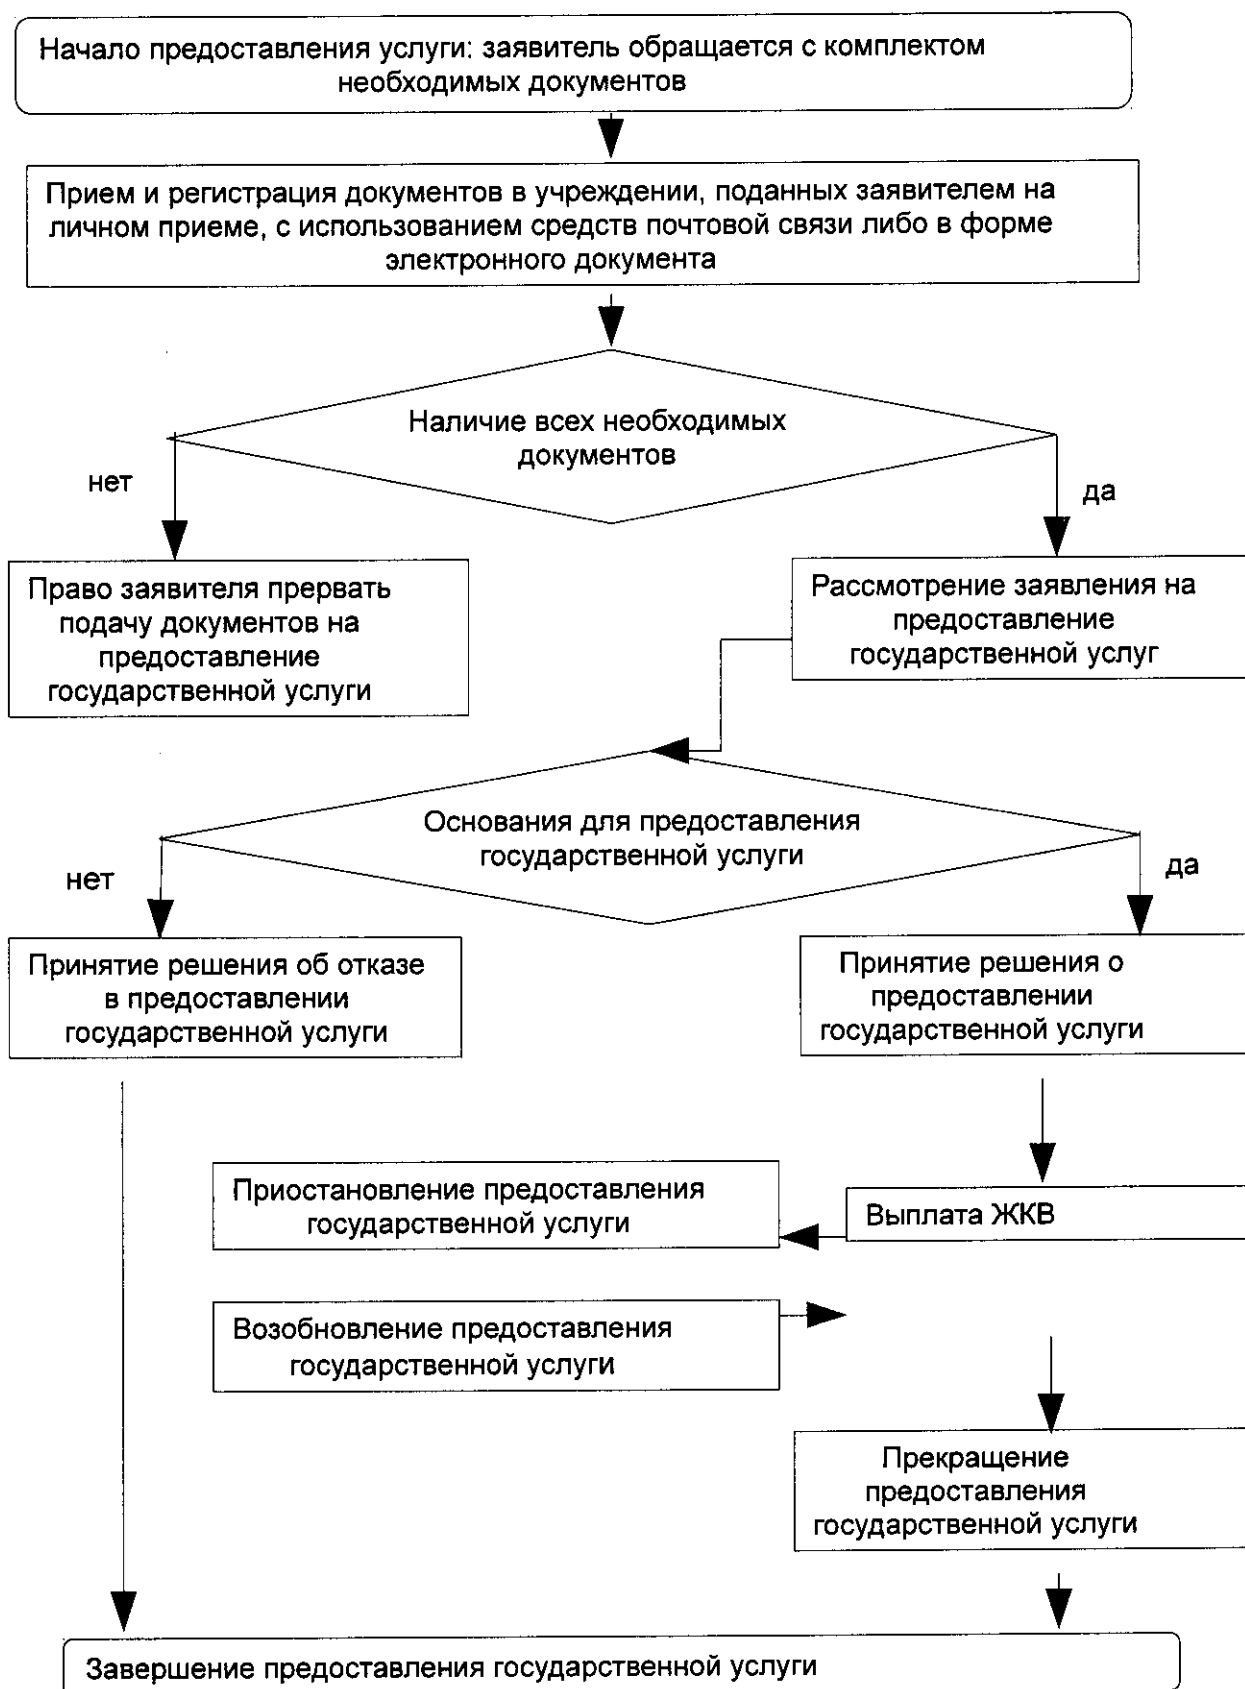 Начало предоставления услуги: заявитель обращается с комплектом
необходимых документов
Прием и регистрация документов в учреждении, поданных заявителем на
личном приеме, с использованием средств почтовой связи либо в форме
электронного документа
Наличие всех необходимых
документов
нет
да
Право заявителя прервать
подачу документов на
предоставление
государственной услуги
Рассмотрение заявления на
предоставление
государственной услуг
Основания для предоставления
государственной услуги
нет
да
Принятие решения об отказе
в предоставлении
государственной услуги
Принятие решения о
предоставлении
государственной услуги
Приостановление предоставления
государственной услуги
Выплата ЖКВ
Возобновление предоставления
государственной услуги
Прекращение
предоставления
государственной услуги
Завершение предоставления государственной услуги